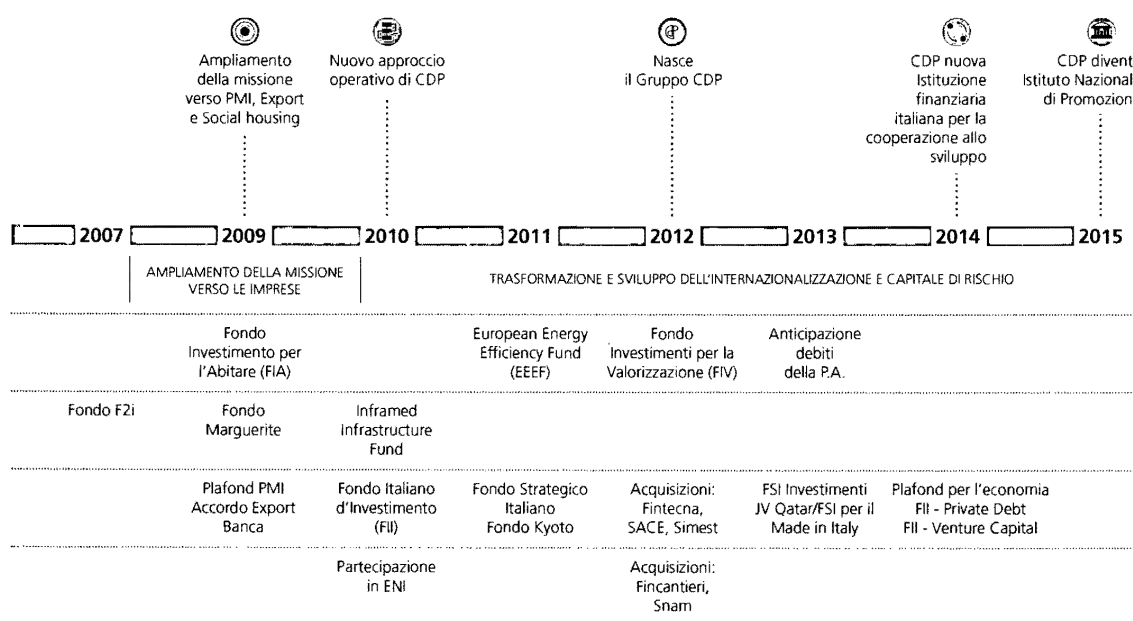 Ampliamento
della missione
verso PMI, Export
e Social housing
Nuovo approccio
operativo di CDP
Nasce
il Gruppo CDP
CDP nuova
Istituzione
finanziaria
italiana per la
cooperazione allo
sviluppo
CDP divent
Istituto Nazional
di Promozion
2007 2009 2010 2011 2012 2013 2014 2015
AMPLIAMENTO DELLA MISSIONE
VERSO LE IMPRESE
TRASFORMAZIONE E SVILUPPO DELL'INTERNAZIONALIZZAZIONE E CAPITALE DI RISCHIO
Fondo
Investimento per
l'Abitare (FIA)
European Energy
Efficiency Fund
(EEEF)
Fondo
Investimenti per la
Valorizzazione (FIV)
Anticipazione
debiti
della P.A.
Fondo F2i
Fondo
Marguerite
Inframed
Infrastructure
Fund
Plafond PMI
Accordo Export
Banca
Fondo Italiano
d'Investimento
(FII)
Fondo Strategico
Italiano
Fondo Kyoto
Acquisizioni:
Fintecna,
SACE, Simest
FSI Investimenti
JV Qatar/FSI per il
Made in Italy
Plafond per l'economia
FII - Private Debt
FII - Venture Capital
Partecipazione
in ENI
Acquisizioni:
Fincantieri,
Snam